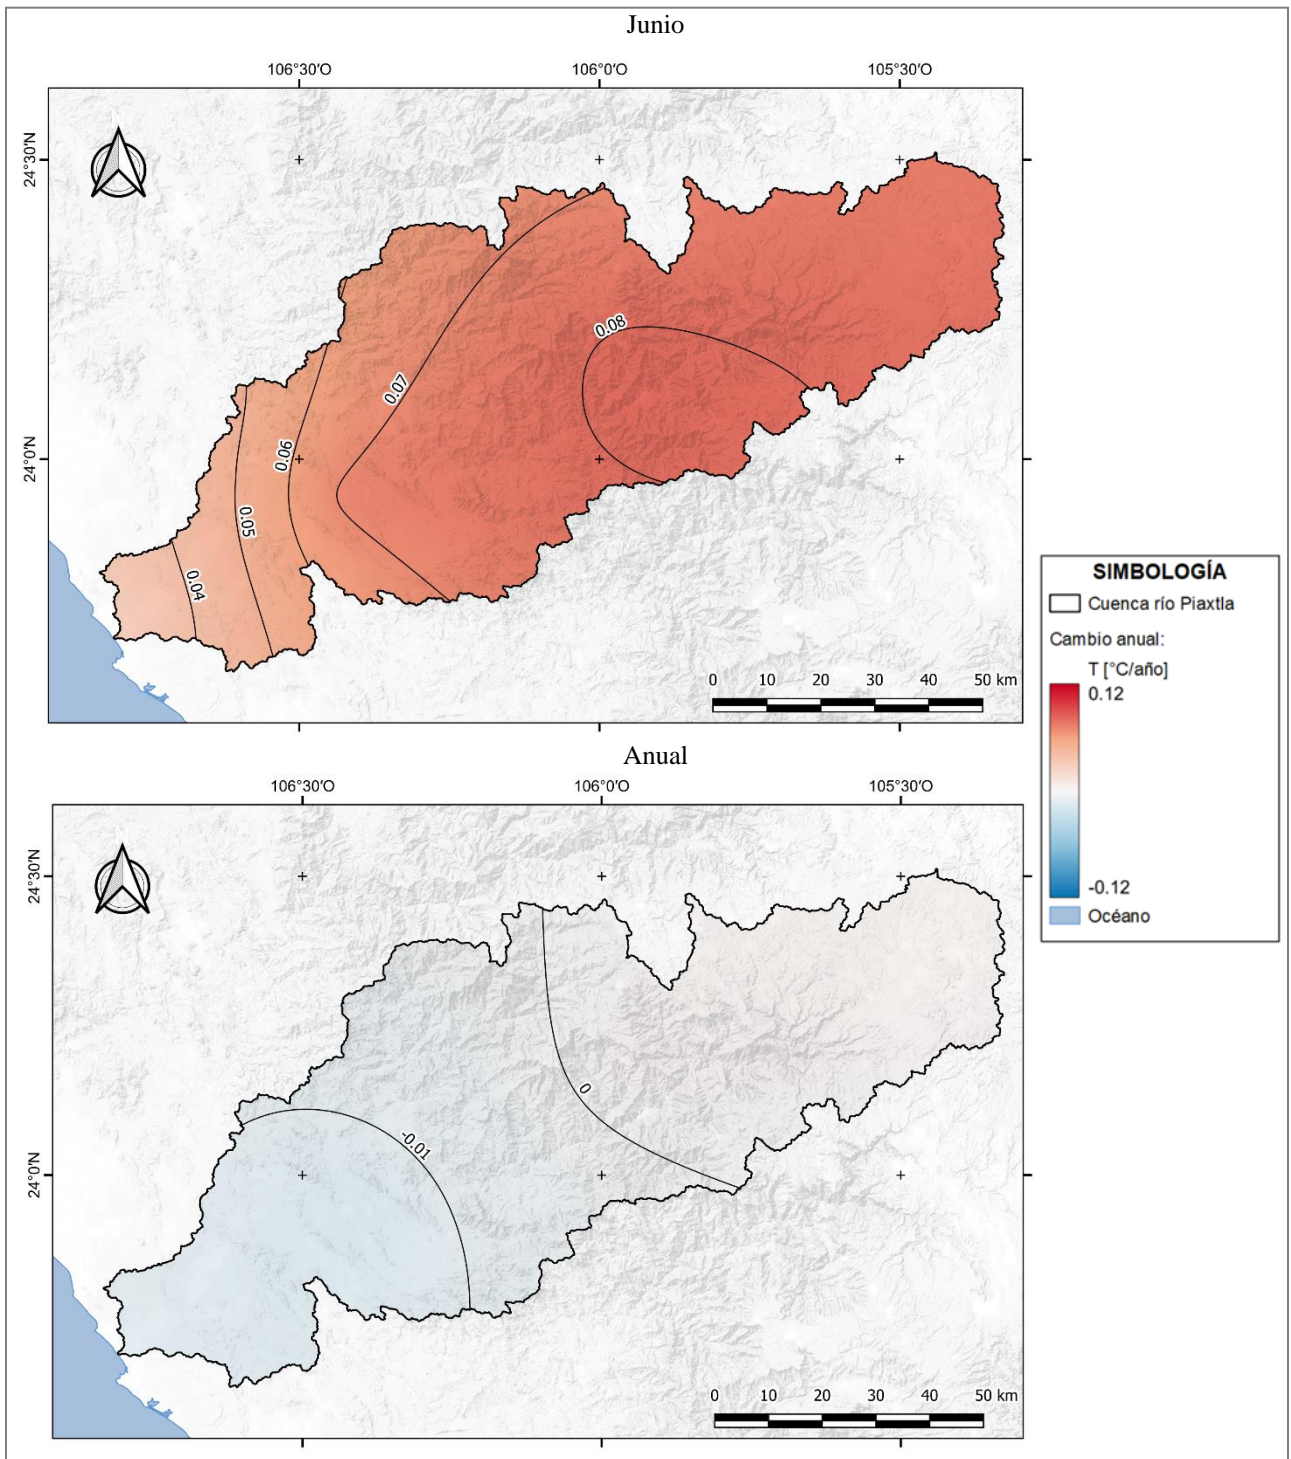 Junio
106°30′O 106°0′O 105°30′O
24°30′N
24°0′N
0.08
0.07
0.06
0.05
0.04
0 10 20 30 40 50 km
SIMBOLOGÍA
Cuenca río Piaxtla
Cambio anual:
T [°C/año]
0.12
-0.12
Océano
Anual
106°30′O 106°0′O 105°30′O
24°30′N
24°0′N
0
-0.01
0 10 20 30 40 50 km